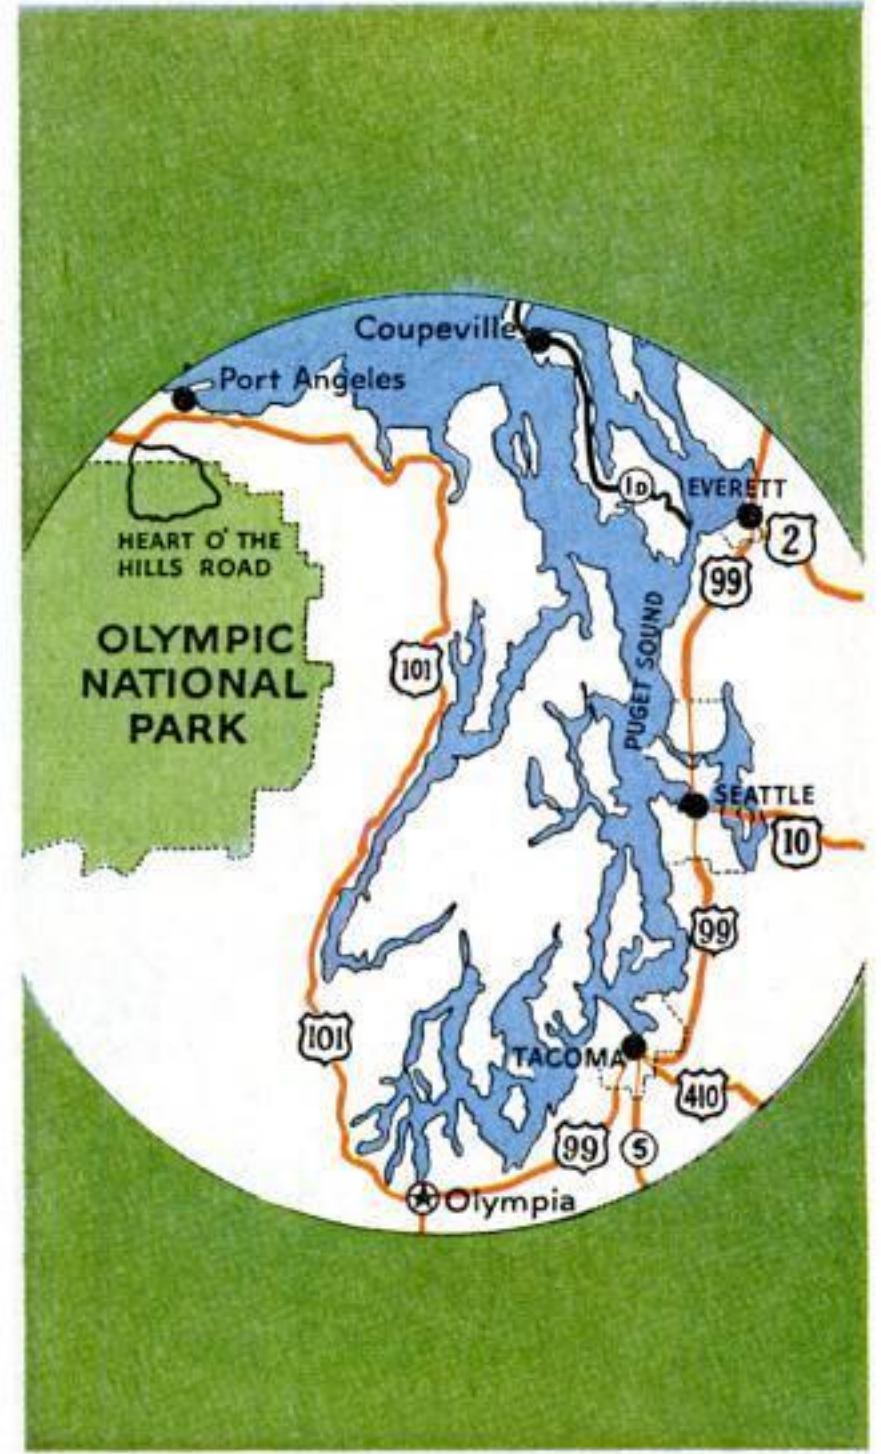 Coupeville
Port Angeles
1D
EVERETT
2
HEART O' THE
HILLS ROAD
99
OLYMPIC
NATIONAL
PARK
101
PUGET SOUND
SEATTLE
10
99
101
TACOMA
410
99
5
Olympia